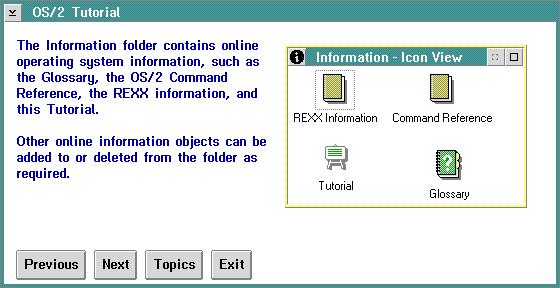 OS/2 Tutorial
The Information folder contains online
operating system information, such as
the Glossary, the OS/2 Command
Reference, the REXX information, and
this Tutorial.
Other online information objects can be
added to or deleted from the folder as
required.
Information - Icon View
REXX Information
Command Reference
Tutorial
Glossary
Previous
Next
Topics
Exit